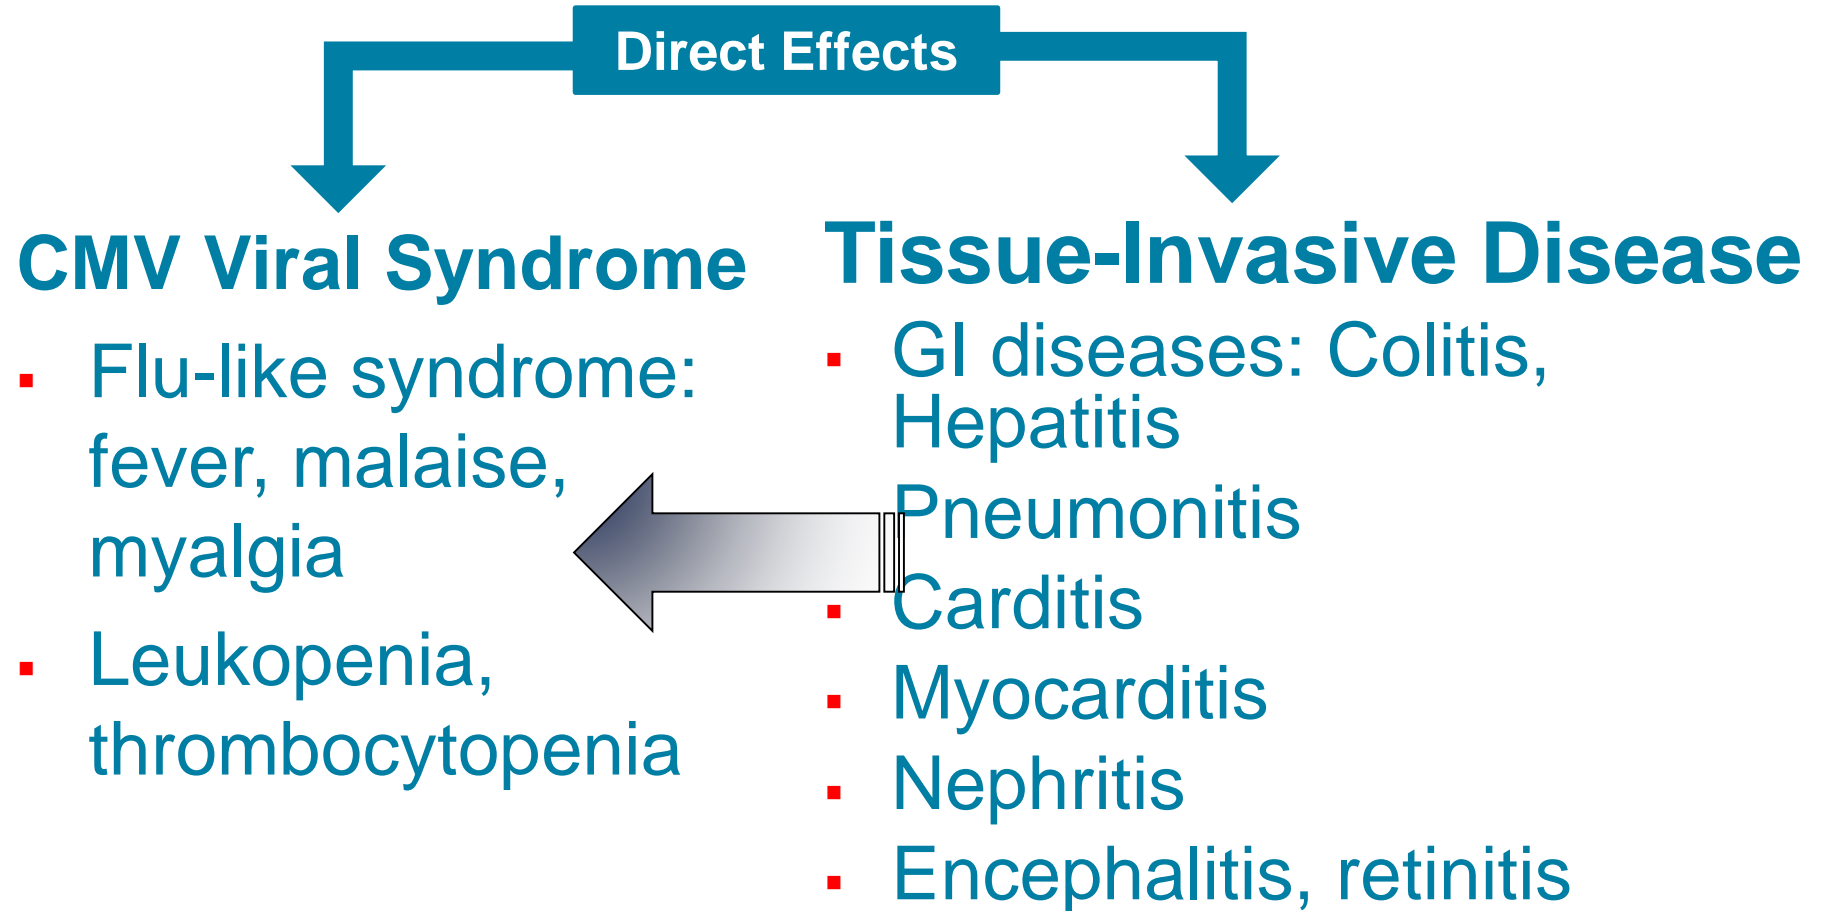 Direct Effects
CMV Viral Syndrome
▪ Flu-like syndrome:
fever, malaise,
myalgia
▪ Leukopenia,
thrombocytopenia
Tissue-Invasive Disease
▪ GI diseases: Colitis,
Hepatitis
Pneumonitis
▪ Carditis
▪ Myocarditis
▪ Nephritis
▪ Encephalitis, retinitis